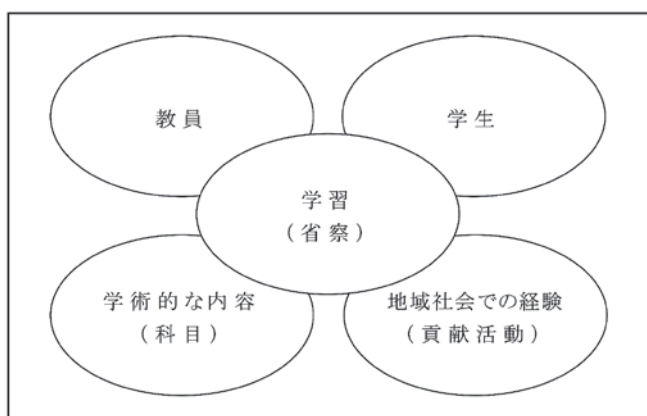 教員
学生
学習
(省察)
学術的な内容
(科目)
地域社会での経験
(貢献活動)